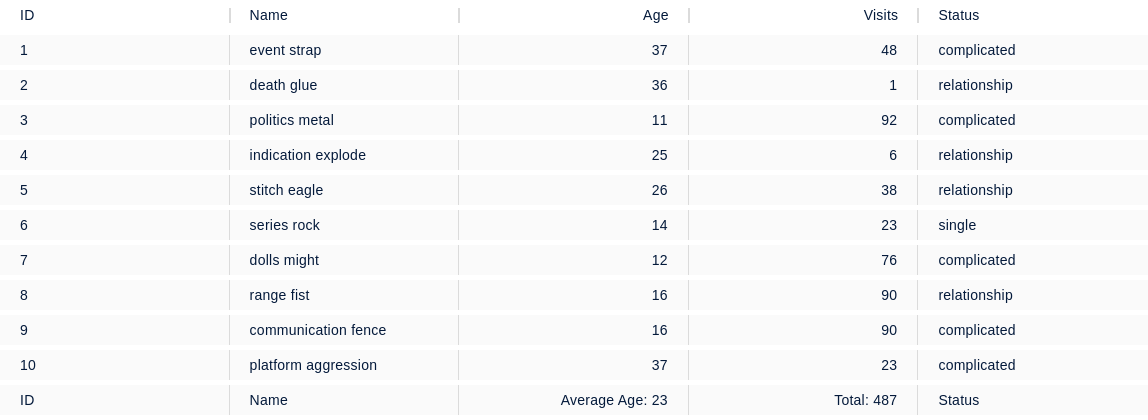 ID Name Age Visits Status
1 event strap 37 48 complicated
2 death glue 36 1 relationship
3 politics metal 11 92 complicated
4 indication explode 25 6 relationship
5 stitch eagle 26 38 relationship
6 series rock 14 23 single
7 dolls might 12 76 complicated
8 range fist 16 90 relationship
9 communication fence 16 90 complicated
10 platform aggression 37 23 complicated
ID Name Average Age: 23 Total: 487 Status